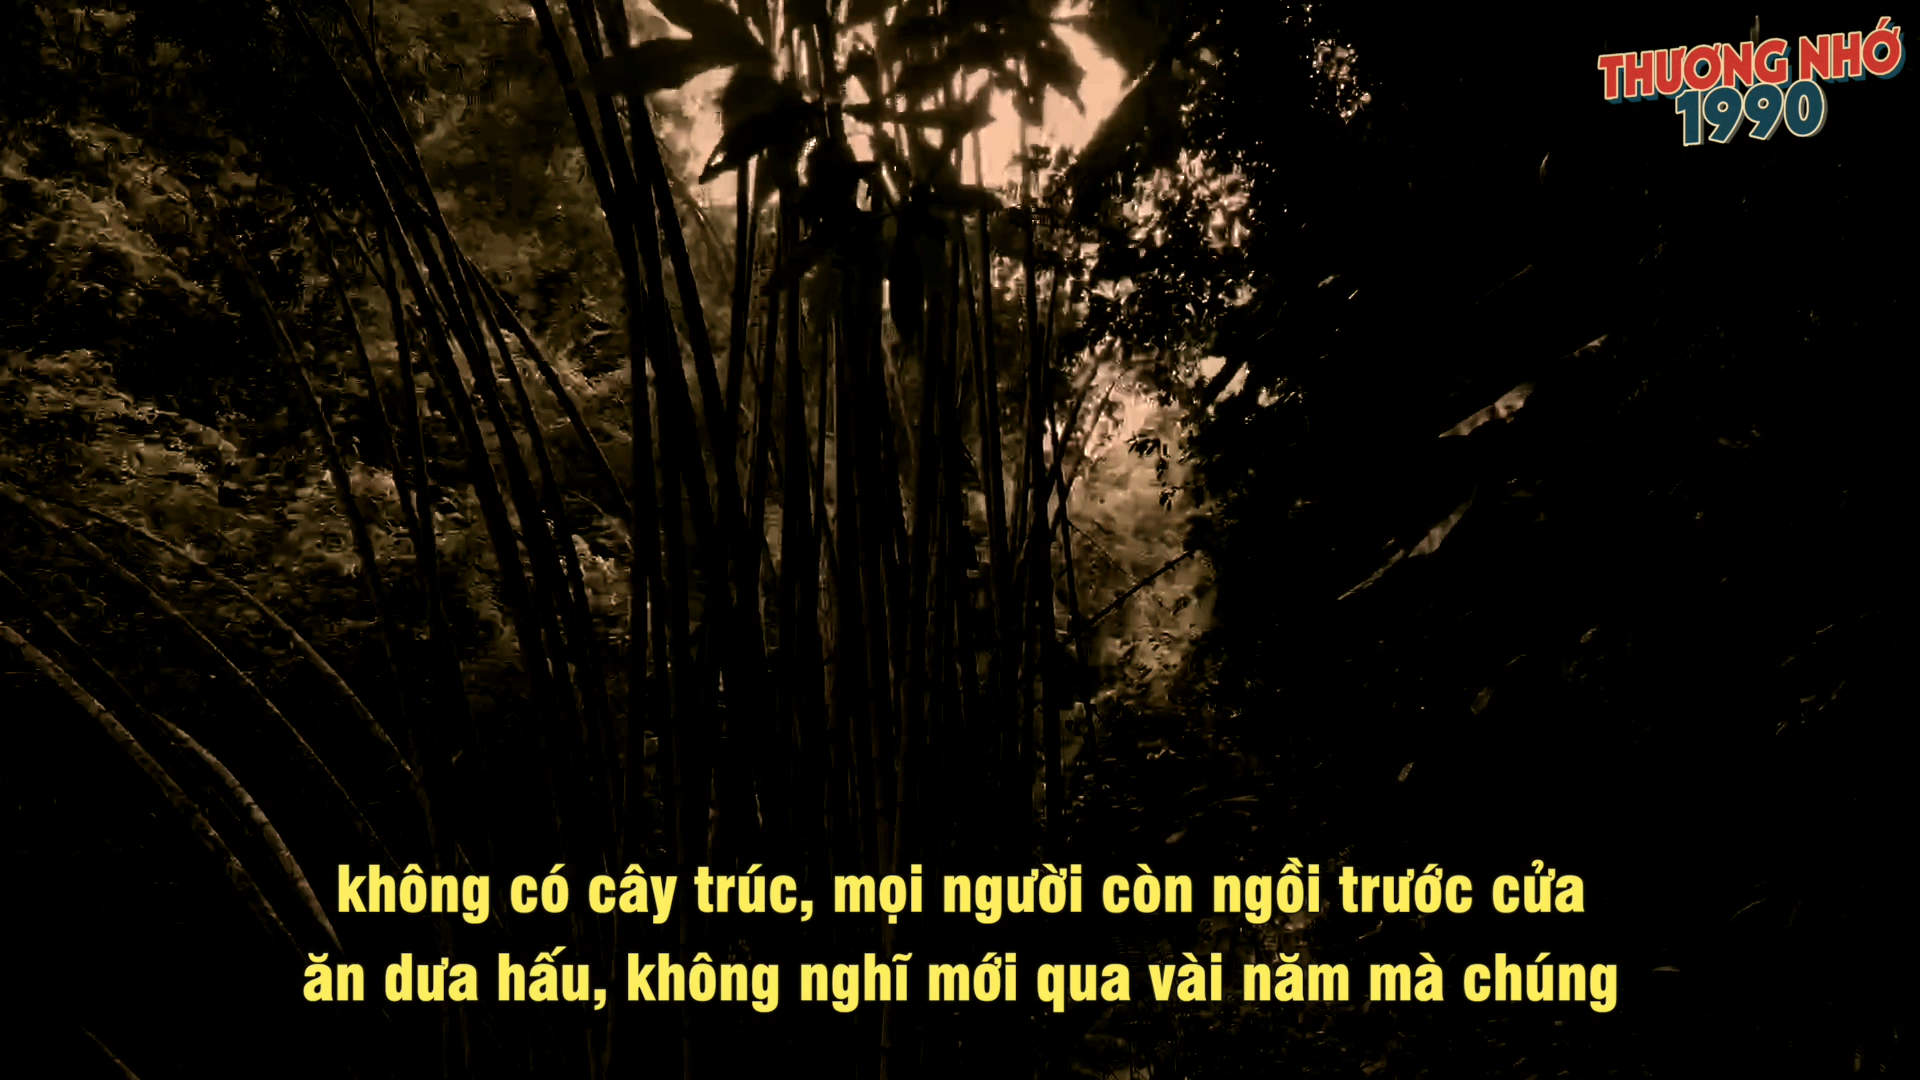 THƯƠNG NHỚ
1990
không có cây trúc, mọi người còn ngồi trước cửa
ăn dưa hấu, không nghĩ mới qua vài năm mà chúng